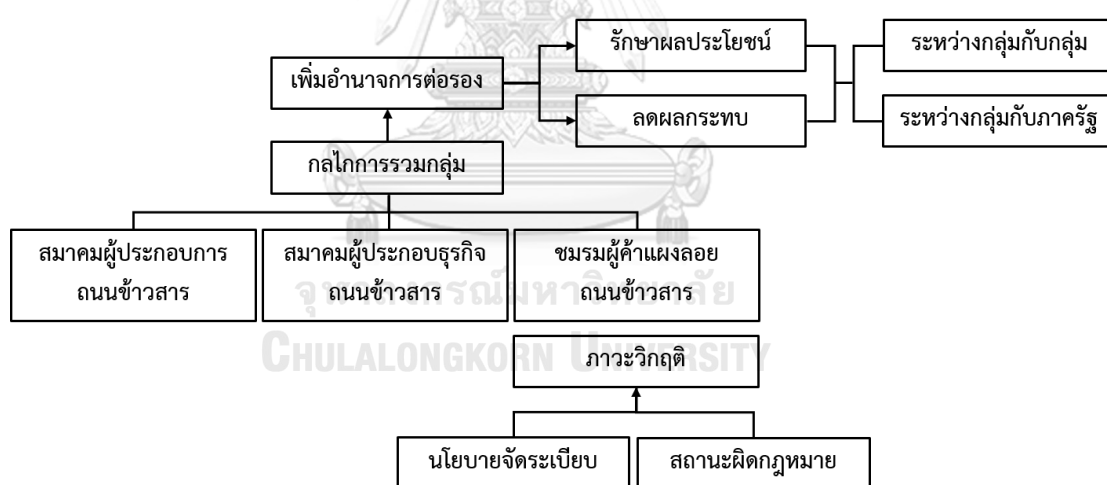 รักษาผลประโยชน์
ระหว่างกลุ่มกับกลุ่ม
เพิ่มอำนาจการต่อรอง
ลดผลกระทบ
ระหว่างกลุ่มกับภาครัฐ
กลไกการรวมกลุ่ม
สมาคมผู้ประกอบการ
ถนนข้าวสาร
สมาคมผู้ประกอบธุรกิจ
ถนนข้าวสาร
ชมรมผู้ค้าแผงลอย
ถนนข้าวสาร
จุฬาลงกรณ์มหาวิทยาลัย
CHULALONGKORN UNIVERSITY
ภาวะวิกฤติ
นโยบายจัดระเบียบ
สถานะผิดกฎหมาย